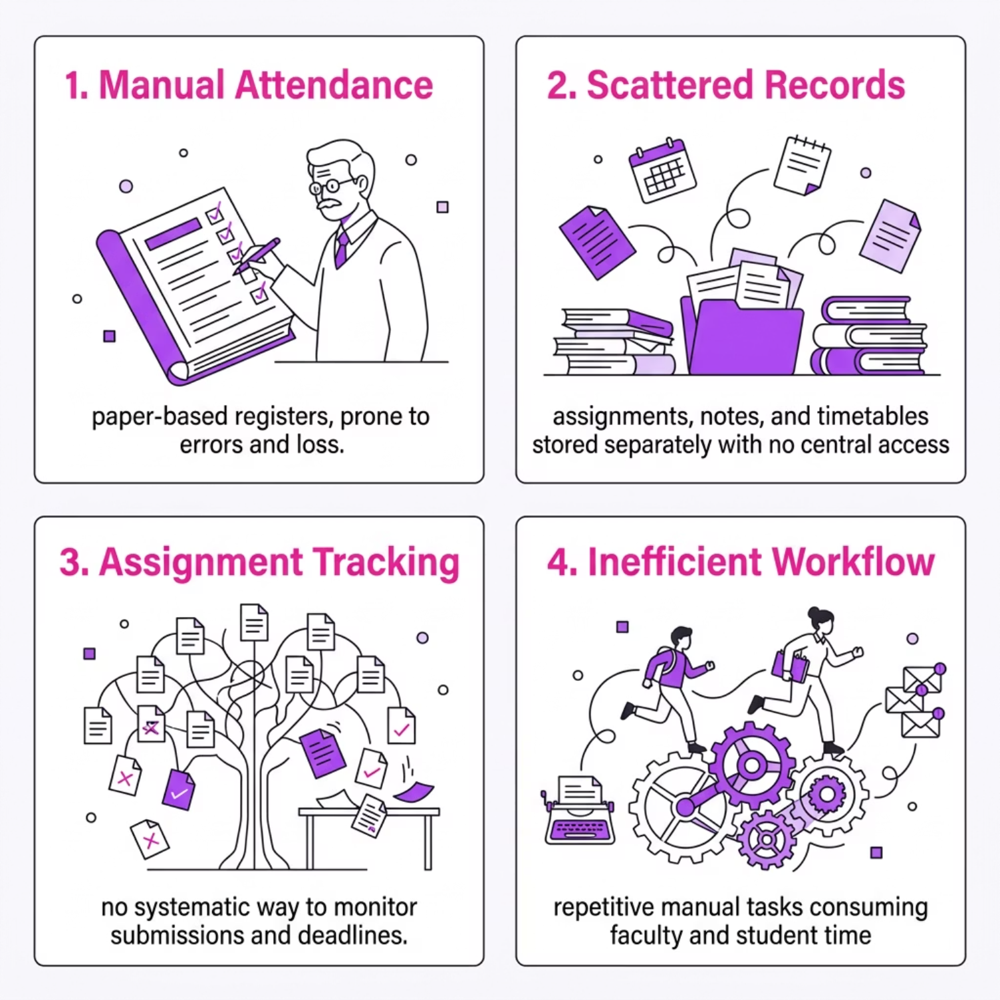 1. Manual Attendance
paper-based registers, prone to
errors and loss.
2. Scattered Records
assignments, notes, and timetables
stored separately with no central access
3. Assignment Tracking
no systematic way to monitor
submissions and deadlines.
4. Inefficient Workflow
repetitive manual tasks consuming
faculty and student time